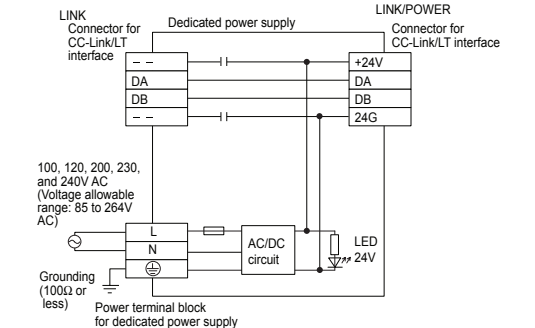 LINK
Connector for
CC-Link/LT
interface
Dedicated power supply
LINK/POWER
Connector for
CC-Link/LT interface
– –
+24V
DA
DA
DB
DB
– –
24G
100, 120, 200, 230,
and 240V AC
(Voltage allowable
range: 85 to 264V
AC)
L
N
AC/DC
circuit
LED
24V
Grounding
(100Ω or
less)
Power terminal block
for dedicated power supply